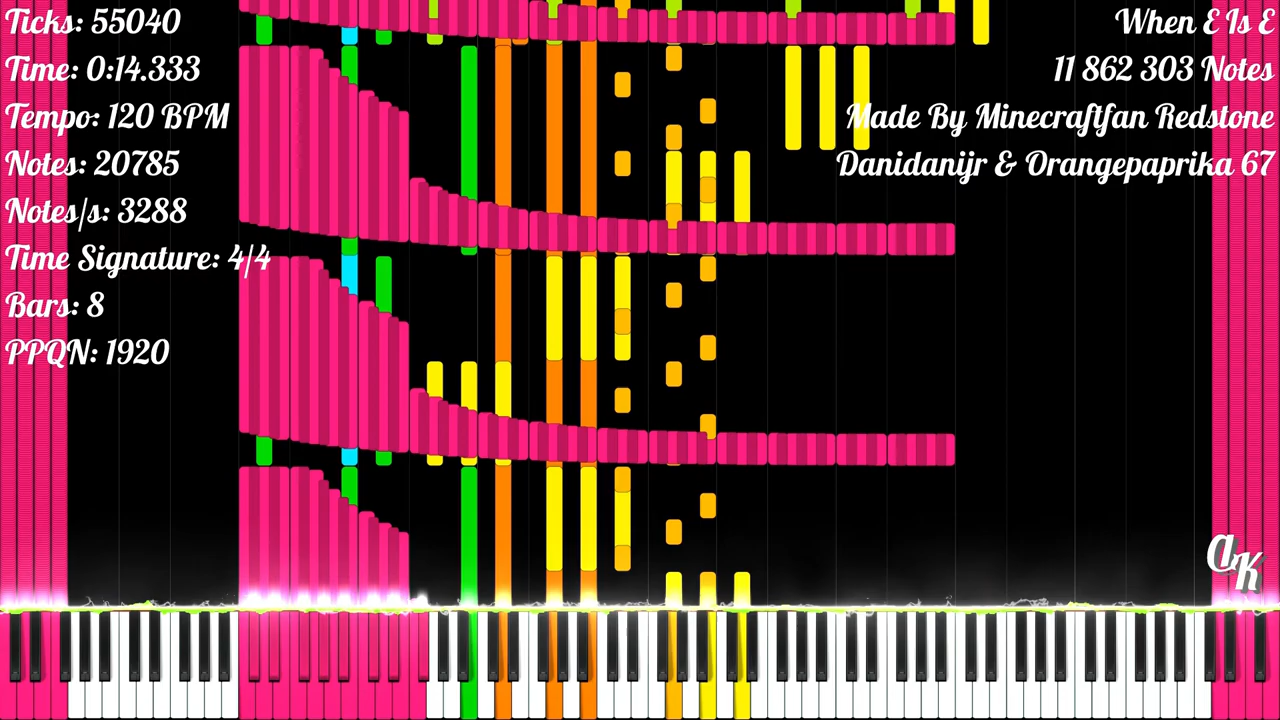 Ticks: 55040
Time: 0:14.333
Tempo: 120 BPM
Notes: 20785
Notes/s: 3288
Time Signature: 4/4
Bars: 8
PPQN: 1920
When E Is E
11 862 303 Notes
Made By Minecraftfan Redstone
Danidanijr & Orangepaprika 67
AK